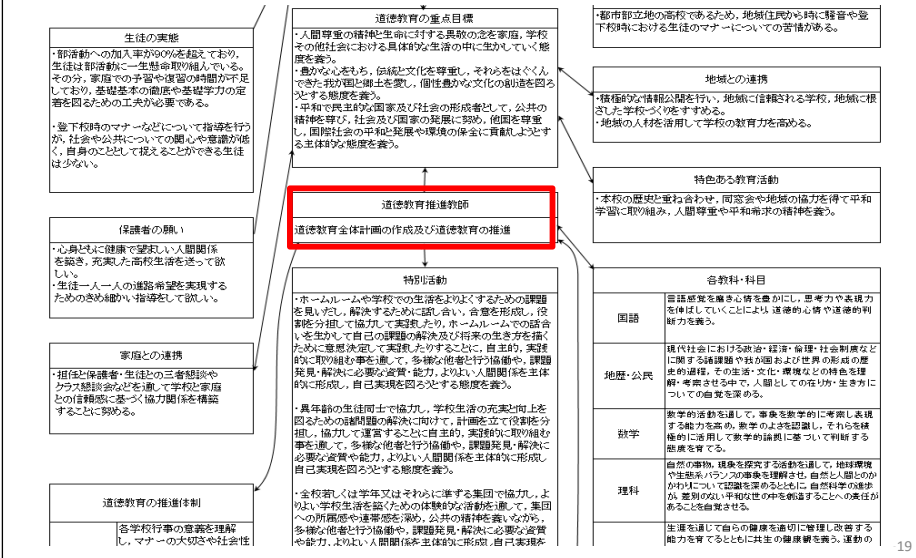 生徒の実態
・部活動への加入率が90%を超えており，
生徒は部活動に一生懸命取り組んでいる。
その分，家庭での予習や復習の時間が不足
しており，基礎基本の徹底や基礎学力の定
着を図るための工夫が必要である。
・登下校時のマナーなどについて指導を行う
が，社会や公共についての関心や意識が低
く，自身のこととして捉えることができる生徒
は少ない。
保護者の願い
・心身ともに健康で望ましい人間関係
を築き，充実した高校生活を送って欲
しい。
・生徒一人一人の進路希望を実現する
ためのきめ細かい指導をして欲しい。
家庭との連携
・担任と保護者・生徒との三者懇談や
クラス懇談会などを通して学校と家庭
との信頼感に基づく協力関係を構築
することに努める。
道徳教育の推進体制
各学校行事の意義を理解
し，マナーの大切さや社会性
道徳教育の重点目標
・人間尊重の精神と生命に対する畏敬の念を家庭，学校
その他社会における具体的な生活の中に生かしていく態
度を養う。
・豊かな心をもち，伝統と文化を尊重し，それらをはぐくん
できた我が国と郷土を愛し，個性豊かな文化の創造を図ろ
うとする態度を養う。
・平和で民主的な国家及び社会の形成者として，公共の
精神を尊び，社会及び国家の発展に努め，他国を尊重
し，国際社会の平和と発展や環境の保全に貢献しようとす
る主体的な態度を養う。
道徳教育推進教師
道徳教育全体計画の作成及び道徳教育の推進
特別活動
・ホームルームや学校での生活をよりよくするための課題
を見いだし，解決するために話し合い，合意を形成し，役
割を分担して協力して実践したり，ホームルームでの話合
いを生かして自己の課題の解決及び将来の生き方を描く
ために意思決定して実践したりすることに，自主的，実践
的に取り組む事を通して，多様な他者と行う協働や，課題
発見・解決に必要な資質・能力，よりよい人間関係を主体
的に形成し，自己実現を図ろうとする態度を養う。
・異年齢の生徒同士で協力し，学校生活の充実と向上を
図るための諸問題の解決に向けて，計画を立て役割を分
担し，協力して運営することに自主的，実践的に取り組む
事を通して，多様な他者と行う協働や，課題発見・解決に
必要な資質や能力，よりよい人間関係を主体的に形成し
自己実現を図ろうとする態度を養う。
・全校若しくは学年又はそれらに準ずる集団で協力し，よ
りよい学校生活を築くための体験的な活動を通して，集団
への所属感や連帯感を深め，公共の精神を養いながら，
多様な他者と行う協働や，課題発見・解決に必要な資質
や能力，よりよい人間関係を主体的に形成し自己実現を
・都市部立地の高校であるため，地域住民から時に騒音や登
下校時における生徒のマナーについての苦情がある。
地域との連携
・積極的な情報公開を行い，地域に信頼される学校，地域に根
ざした学校づくりをすすめる。
・地域の人材を活用して学校の教育力を高める。
特色ある教育活動
・本校の歴史と重ね合わせ，同窓会や地域の協力を得て平和
学習に取り組み，人間尊重や平和希求の精神を養う。
各教科・科目
国語
言語感覚を磨き心情を豊かにし，思考力や表現力
を伸ばしていくことにより，道徳的心情や道徳的判
断力を養う。
地歴・公民
現代社会における政治・経済・倫理・社会制度など
に関する諸課題や我が国および世界の形成の歴
史的過程，その生活・文化・環境などの特色を理
解・考察させる中で，人間としての在り方・生き方に
ついての自覚を深める。
数学
数学的活動を通して，事象を数学的に考察し表現
する能力を高め，数学のよさを認識し，それらを積
極的に活用して数学的論拠に基づいて判断する
態度を育てる。
理科
自然の事物，現象を探究する活動を通して，地球環境
や生態系バランスの事象を理解させ，自然と人間とのか
かわりについて認識を深めるとともに，自然科学の進歩
が，差別のない平和な世の中を創造することへの責任が
あることを自覚させる。
生涯を通じて自らの健康を適切に管理し改善する
能力を育てるとともに共生の健康観を養う。運動の
19